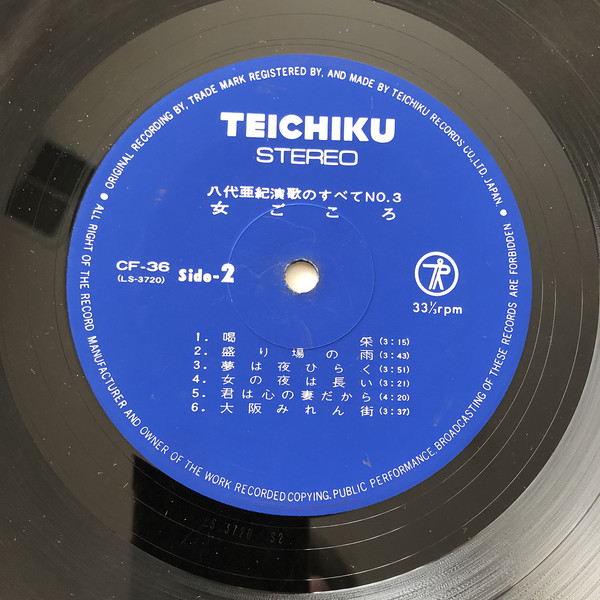 ORIGINAL RECORDING BY, TRADE MARK REGISTERED BY, AND MADE BY TEICHIKU RECORDS CO.,LTD. JAPAN
TEICHIKU
STEREO
八代亜紀演歌のすべてNO.3
女ごころ
CF-36
(LS-3720)
Side-2
33⅓rpm
1. 喝采(3:15)
2. 盛り場の雨(3:43)
3. 夢は夜ひらく(3:51)
4. 女の夜は長い(3:21)
5. 君は心の妻だから(4:20)
6. 大阪みれん街(3:37)
ALL RIGHT OF THE RECORD MANUFACTURER AND OWNER OF THE WORK RECORDED COPYING. PUBLIC PERFORMANCE. BROADCASTING OF THESE RECORDS ARE FORBIDDEN
S2